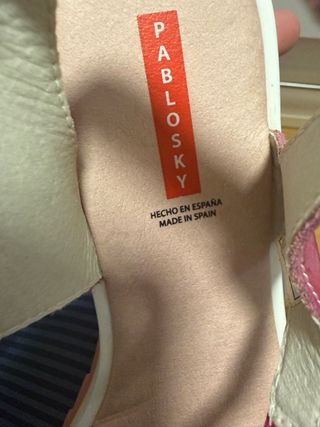 PABLOSKY
HECHO EN ESPAÑA
MADE IN SPAIN